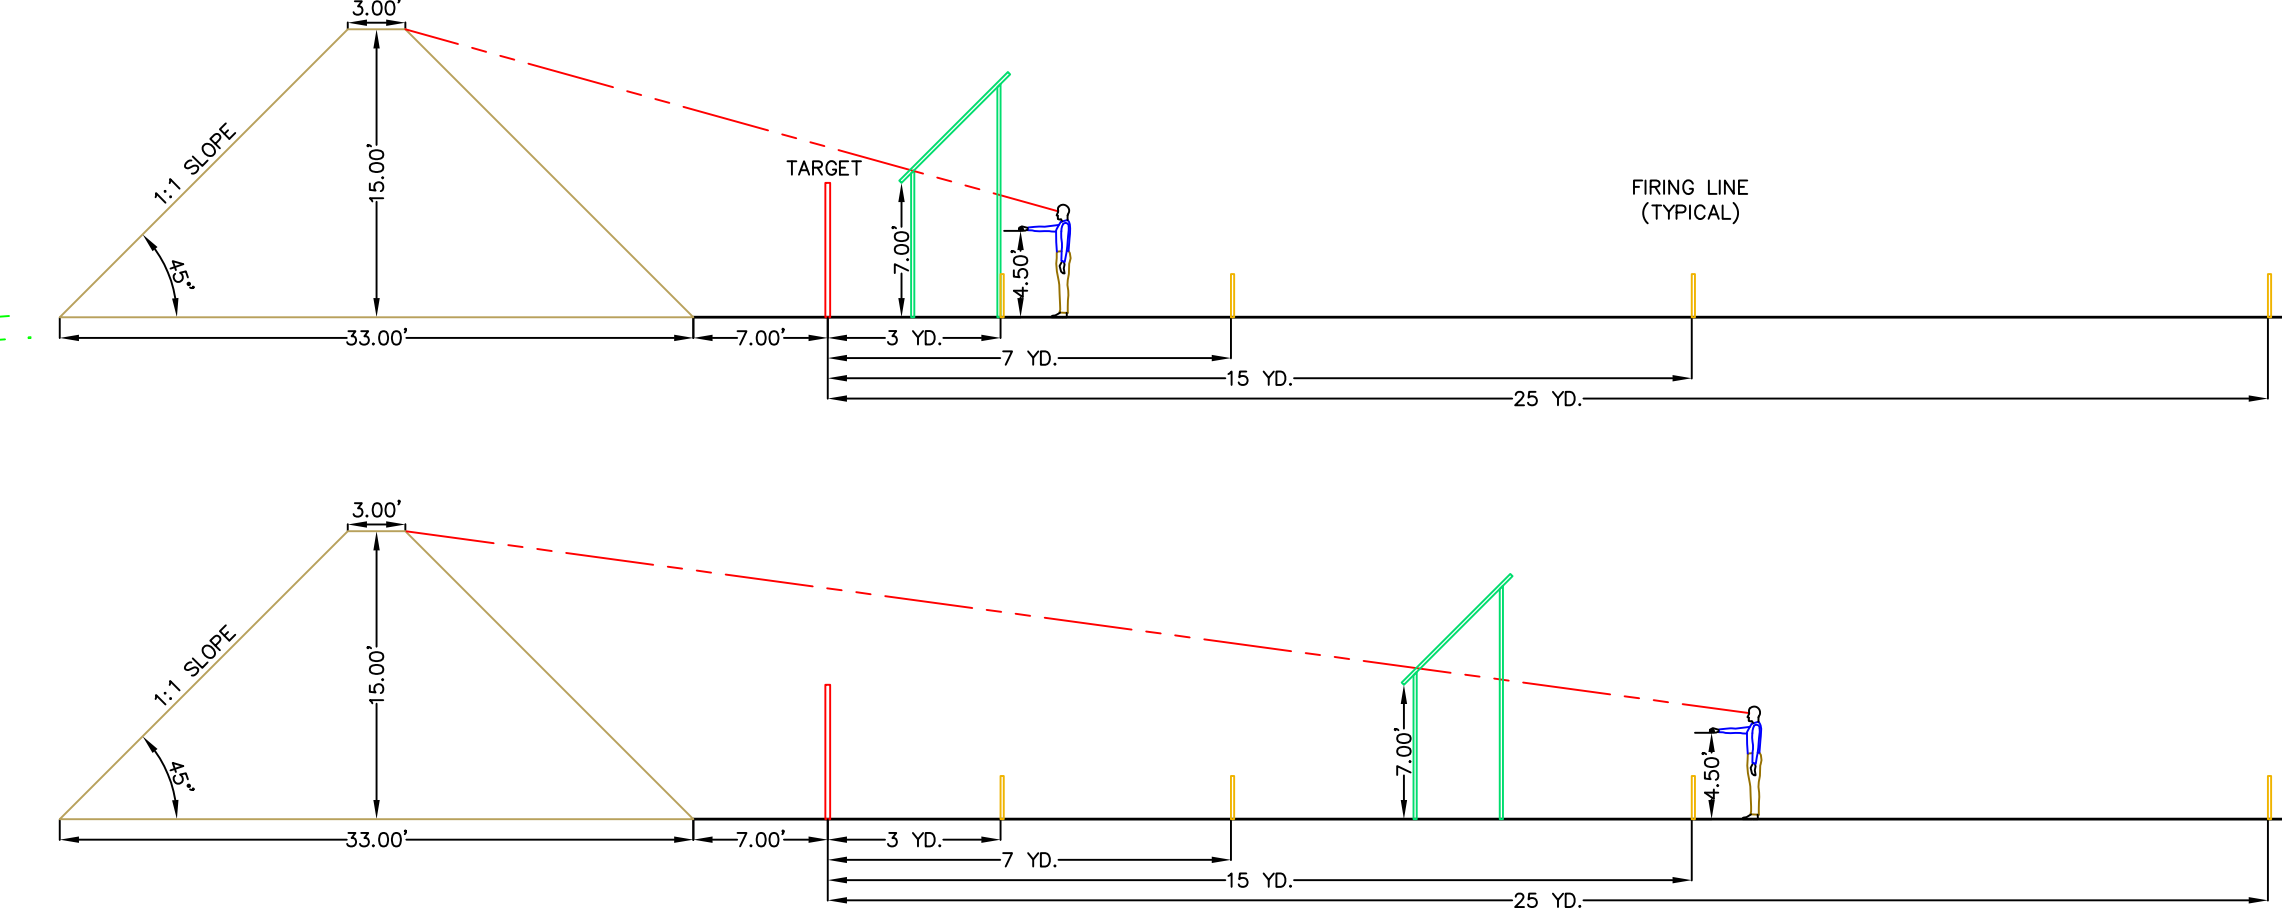 3.00'
1:1 SLOPE
15.00'
45°
TARGET
7.00'
4.50'
FIRING LINE
(TYPICAL)
33.00'
7.00'
3 YD.
7 YD.
15 YD.
25 YD.
3.00'
1:1 SLOPE
15.00'
45°
7.00'
4.50'
33.00'
7.00'
3 YD.
7 YD.
15 YD.
25 YD.